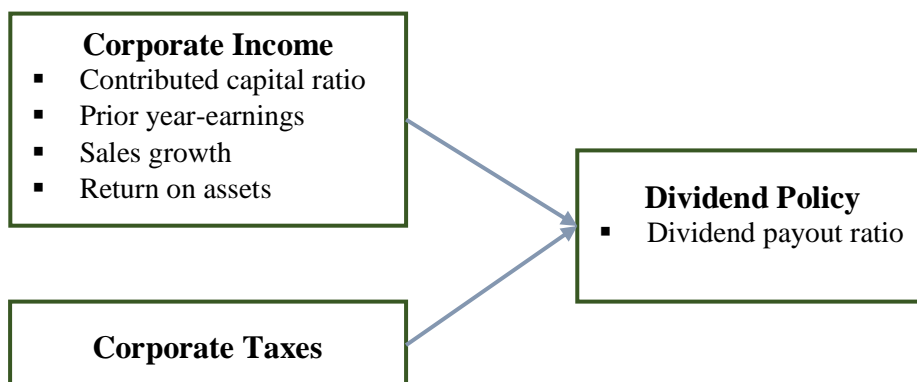 Corporate Income
▪ Contributed capital ratio
▪ Prior year-earnings
▪ Sales growth
▪ Return on assets
Dividend Policy
▪ Dividend payout ratio
Corporate Taxes